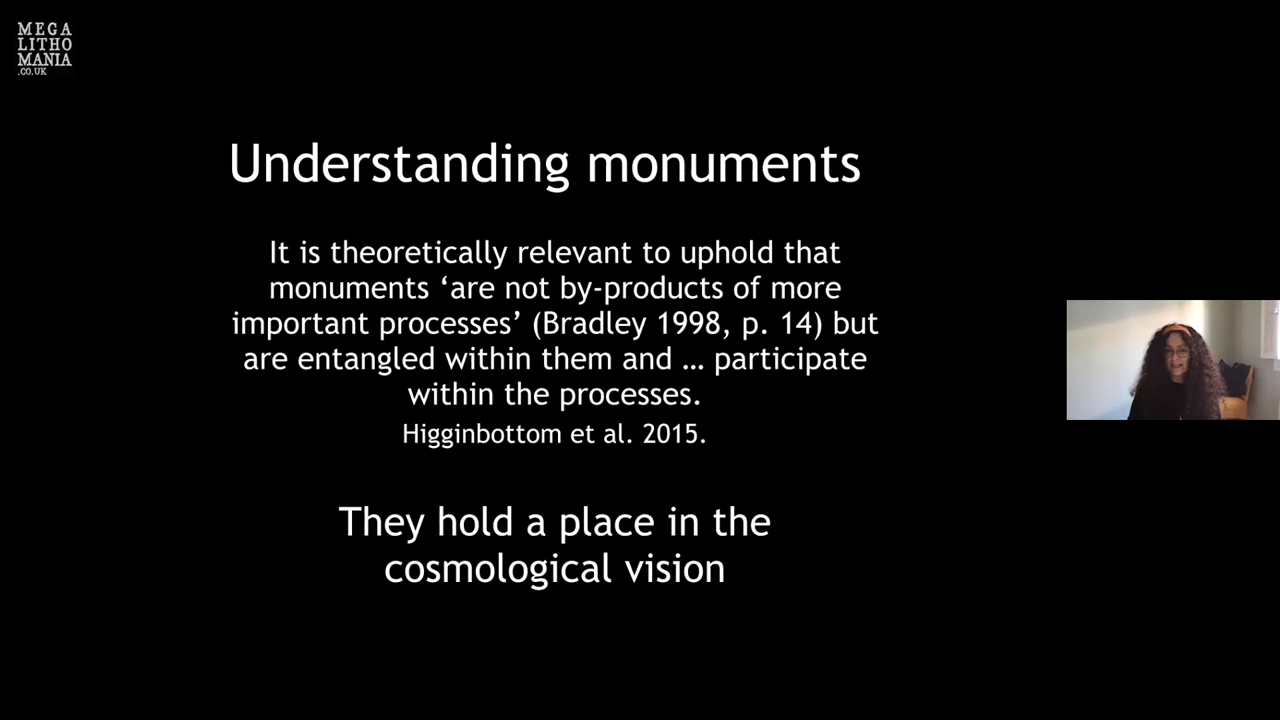 MEGA
LITHO
MANIA
.CO.UK
Understanding monuments
It is theoretically relevant to uphold that
monuments ‘are not by-products of more
important processes’ (Bradley 1998, p. 14) but
are entangled within them and … participate
within the processes.
Higginbottom et al. 2015.
They hold a place in the
cosmological vision